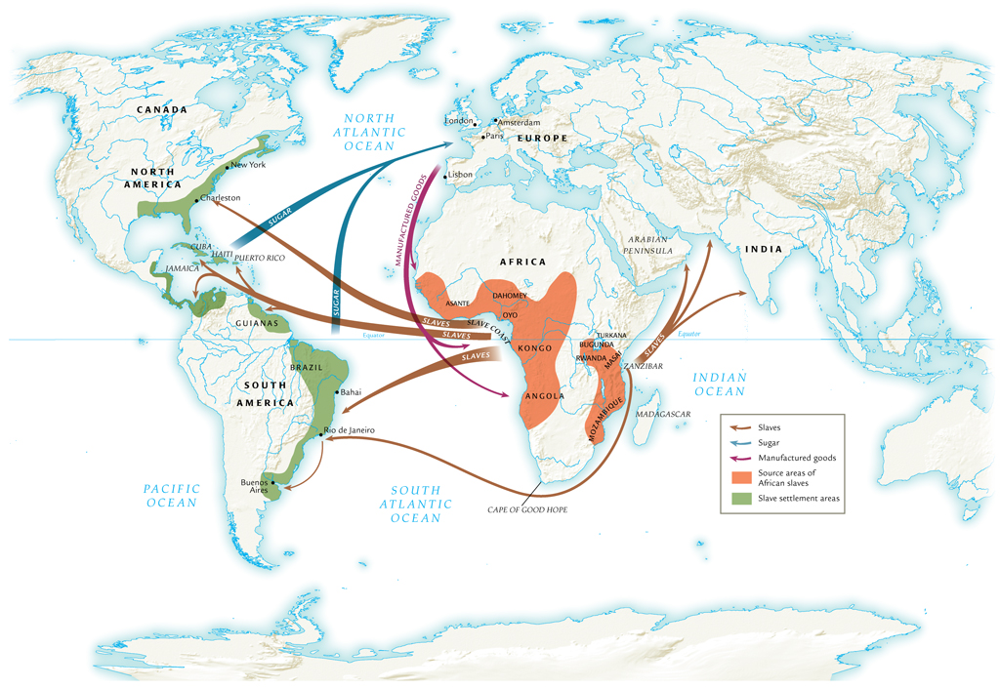 CANADA
NORTH
AMERICA
New York
Charleston
NORTH
ATLANTIC
OCEAN
London
Amsterdam
Paris
EUROPE
Lisbon
SUGAR
MANUFACTURED GOODS
CUBA
HAITI
PUERTO RICO
JAMAICA
ARABIAN
PENINSULA
INDIA
AFRICA
DAHOMEY
ASANTE
OYO
SLAVE COAST
SLAVES
SLAVES
SLAVES
SUGAR
GUIANAS
Equator
KONGO
TURKANA
BUGUNDA
RWANDA
MASAI
ZANZIBAR
SLAVES
Equator
BRAZIL
SOUTH
AMERICA
Bahai
ANGOLA
MOZAMBIQUE
MADAGASCAR
INDIAN
OCEAN
Rio de Janeiro
Buenos
Aires
PACIFIC
OCEAN
SOUTH
ATLANTIC
OCEAN
CAPE OF GOOD HOPE
Slaves
Sugar
Manufactured goods
Source areas of
African slaves
Slave settlement areas